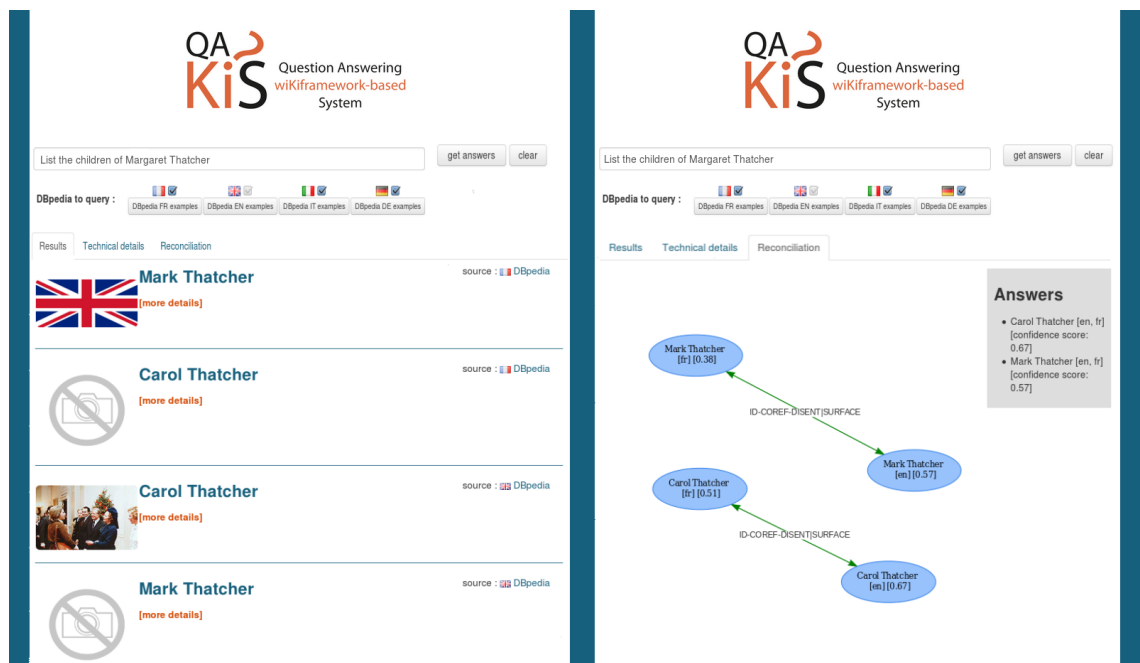 QA
KiS
Question Answering
wiKiframework-based
System
List the children of Margaret Thatcher
get answers
clear
DBpedia to query :
DBpedia FR examples
DBpedia EN examples
DBpedia IT examples
DBpedia DE examples
Results
Technical details
Reconciliation
Mark Thatcher
source : DBpedia
[more details]
Carol Thatcher
source : DBpedia
[more details]
Carol Thatcher
source : DBpedia
[more details]
Mark Thatcher
source : DBpedia
[more details]
QA
KiS
Question Answering
wiKiframework-based
System
List the children of Margaret Thatcher
get answers
clear
DBpedia to query :
DBpedia FR examples
DBpedia EN examples
DBpedia IT examples
DBpedia DE examples
Results
Technical details
Reconciliation
Mark Thatcher
[fr] [0.38]
ID-COREF-DISENT|SURFACE
Mark Thatcher
[en] [0.57]
Carol Thatcher
[fr] [0.51]
ID-COREF-DISENT|SURFACE
Carol Thatcher
[en] [0.67]
Answers
Carol Thatcher [en, fr]
[confidence score:
0.67]
Mark Thatcher [en, fr]
[confidence score:
0.57]